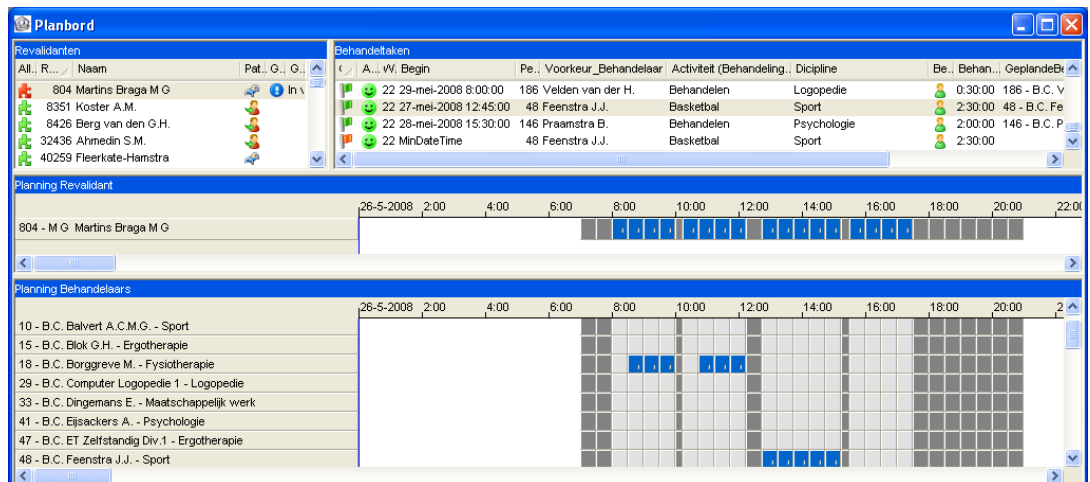 Planbord
Revalidanten
All.. R... Naam Pat.. G.. G..
804 Martins Braga M G In v
8351 Koster A.M.
8426 Berg van den G.H.
32436 Ahmedin S.M.
40259 Fleerkate-Hamstra
Behandeltaken
A... W. Begin Pe.. Voorkeur_Behandelaar Activiteit (Behandeling.. Dicipline Be.. Behan... GeplandeBe
22 29-mei-2008 8:00:00 186 Velden van der H. Behandelen Logopedie 0:30:00 186 - B.C. V
22 27-mei-2008 12:45:00 48 Feenstra J.J. Basketbal Sport 2:30:00 48 - B.C. Fe
22 28-mei-2008 15:30:00 146 Praamstra B. Behandelen Psychologie 2:00:00 146 - B.C. P
22 MinDateTime 48 Feenstra J.J. Basketbal Sport 2:30:00
Planning Revalidant
26-5-2008 2:00 4:00 6:00 8:00 10:00 12:00 14:00 16:00 18:00 20:00 22:00
804 - M G Martins Braga M G
Planning Behandelaars
26-5-2008 2:00 4:00 6:00 8:00 10:00 12:00 14:00 16:00 18:00 20:00 2
10 - B.C. Balvert A.C.M.G. - Sport
15 - B.C. Blok G.H. - Ergotherapie
18 - B.C. Borggreve M. - Fysiotherapie
29 - B.C. Computer Logopedie 1 - Logopedie
33 - B.C. Dingemans E. - Maatschappelijk werk
41 - B.C. Eijsackers A. - Psychologie
47 - B.C. ET Zelfstandig Div.1 - Ergotherapie
48 - B.C. Feenstra J.J. - Sport